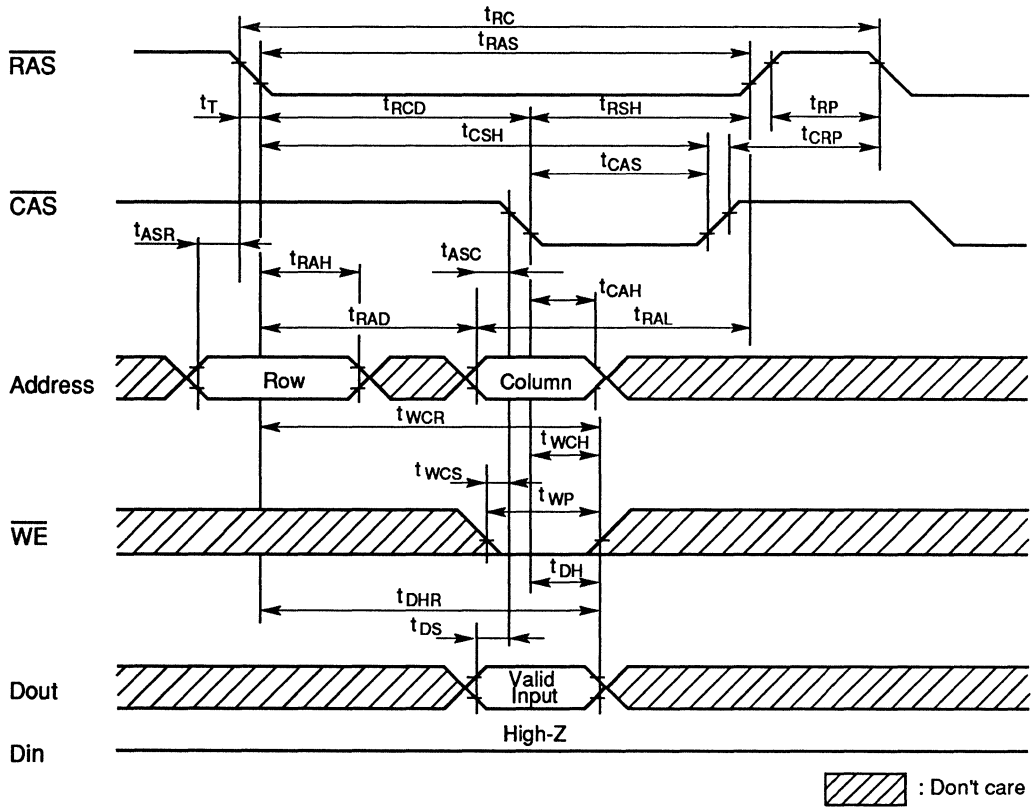 tRC
RAS
tRAS
tT
tRCD
tRSH
tRP
tCSH
tCRP
tCAS
CAS
tASR
tRAH
tASC
tCAH
tRAD
tRAL
Address
Row
Column
tWCR
tWCH
tWCS
tWP
WE
tDH
tDHR
tDS
Dout
Valid
Input
High-Z
Din
: Don't care